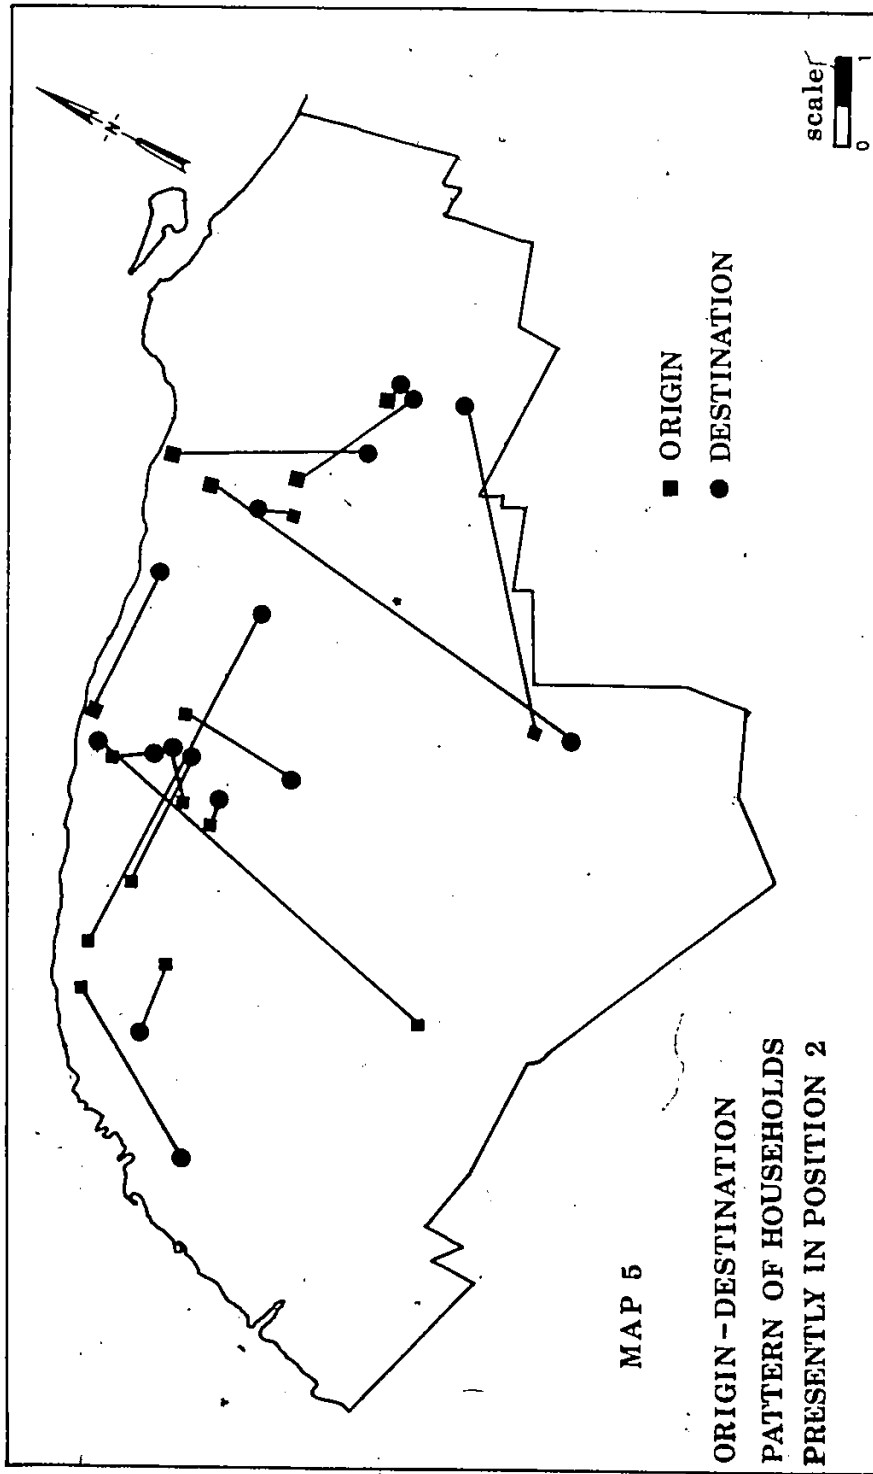 -N-
■ ORIGIN
● DESTINATION
scale
0 1
MAP 5
ORIGIN-DESTINATION
PATTERN OF HOUSEHOLDS
PRESENTLY IN POSITION 2